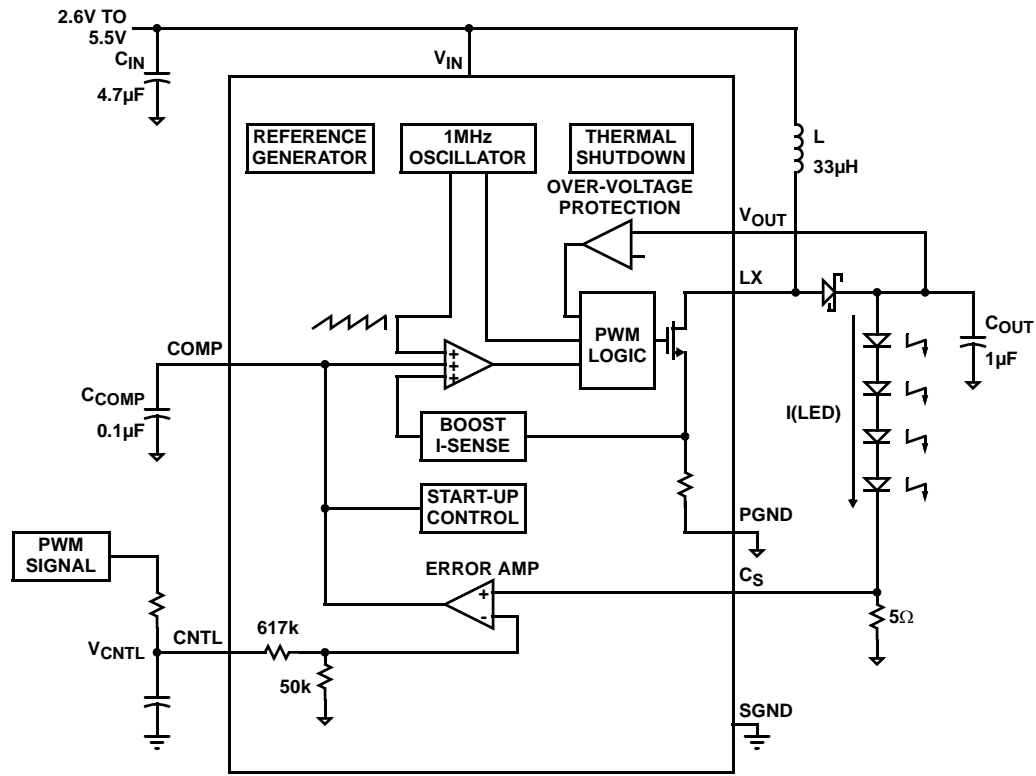 2.6V TO
5.5V
CIN
4.7µF
VIN
REFERENCE
GENERATOR
1MHz
OSCILLATOR
THERMAL
SHUTDOWN
OVER-VOLTAGE
PROTECTION
L
33µH
VOUT
LX
PWM
LOGIC
COUT
1µF
COMP
+
+
+
CCOMP
0.1µF
BOOST
I-SENSE
I(LED)
START-UP
CONTROL
PGND
PWM
SIGNAL
ERROR AMP
+
-
CS
5Ω
VCNTL
CNTL
617k
50k
SGND